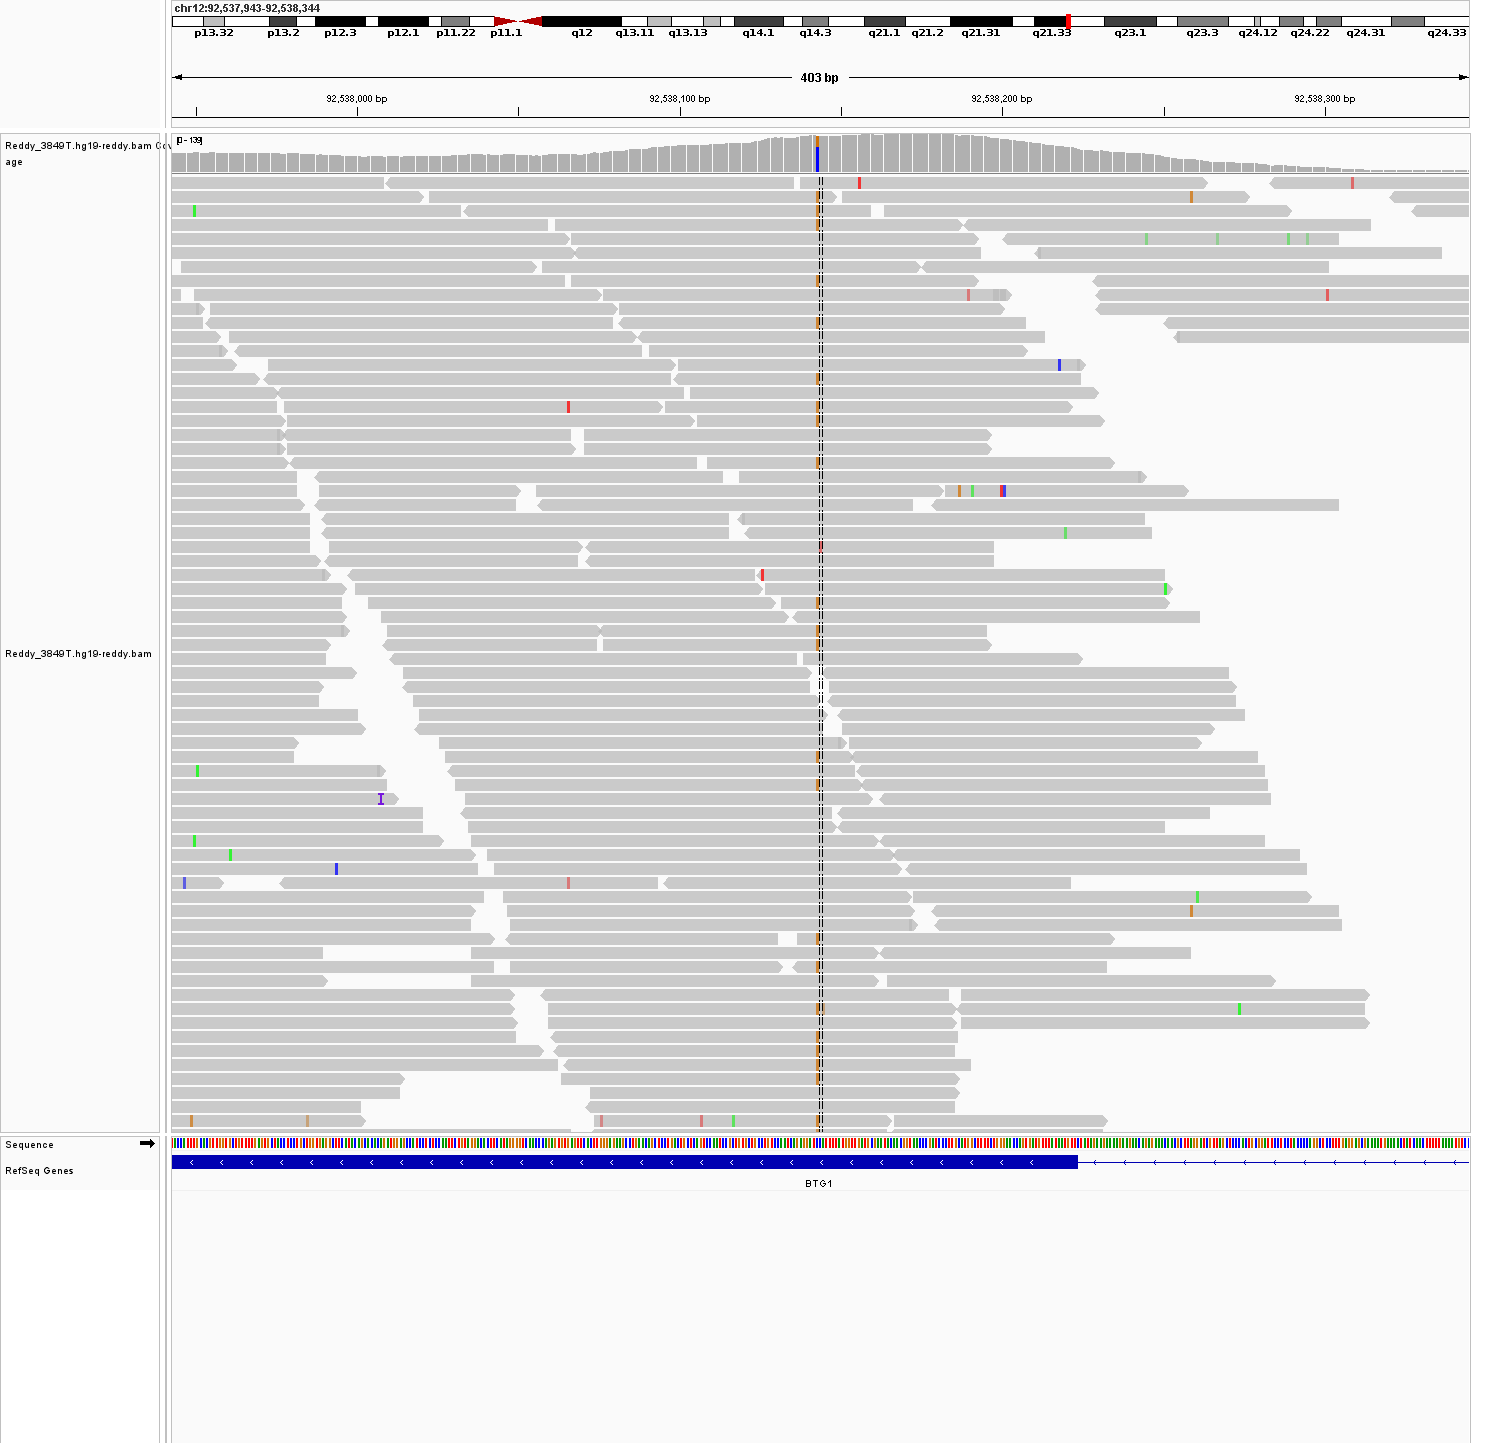 chr12:92,537,943-92,538,344
p13.32 p13.2 p12.3 p12.1 p11.22 p11.1 q12 q13.11 q13.13 q14.1 q14.3 q21.1 q21.2 q21.31 q21.33 q23.1 q23.3 q24.12 q24.22 q24.31 q24.33
403 bp
92,538,000 bp 92,538,100 bp 92,538,200 bp 92,538,300 bp
[0 - 139]
Reddy_3849T.hg19-reddy.bam Cov
age
Reddy_3849T.hg19-reddy.bam
Sequence
RefSeq Genes
BTG1